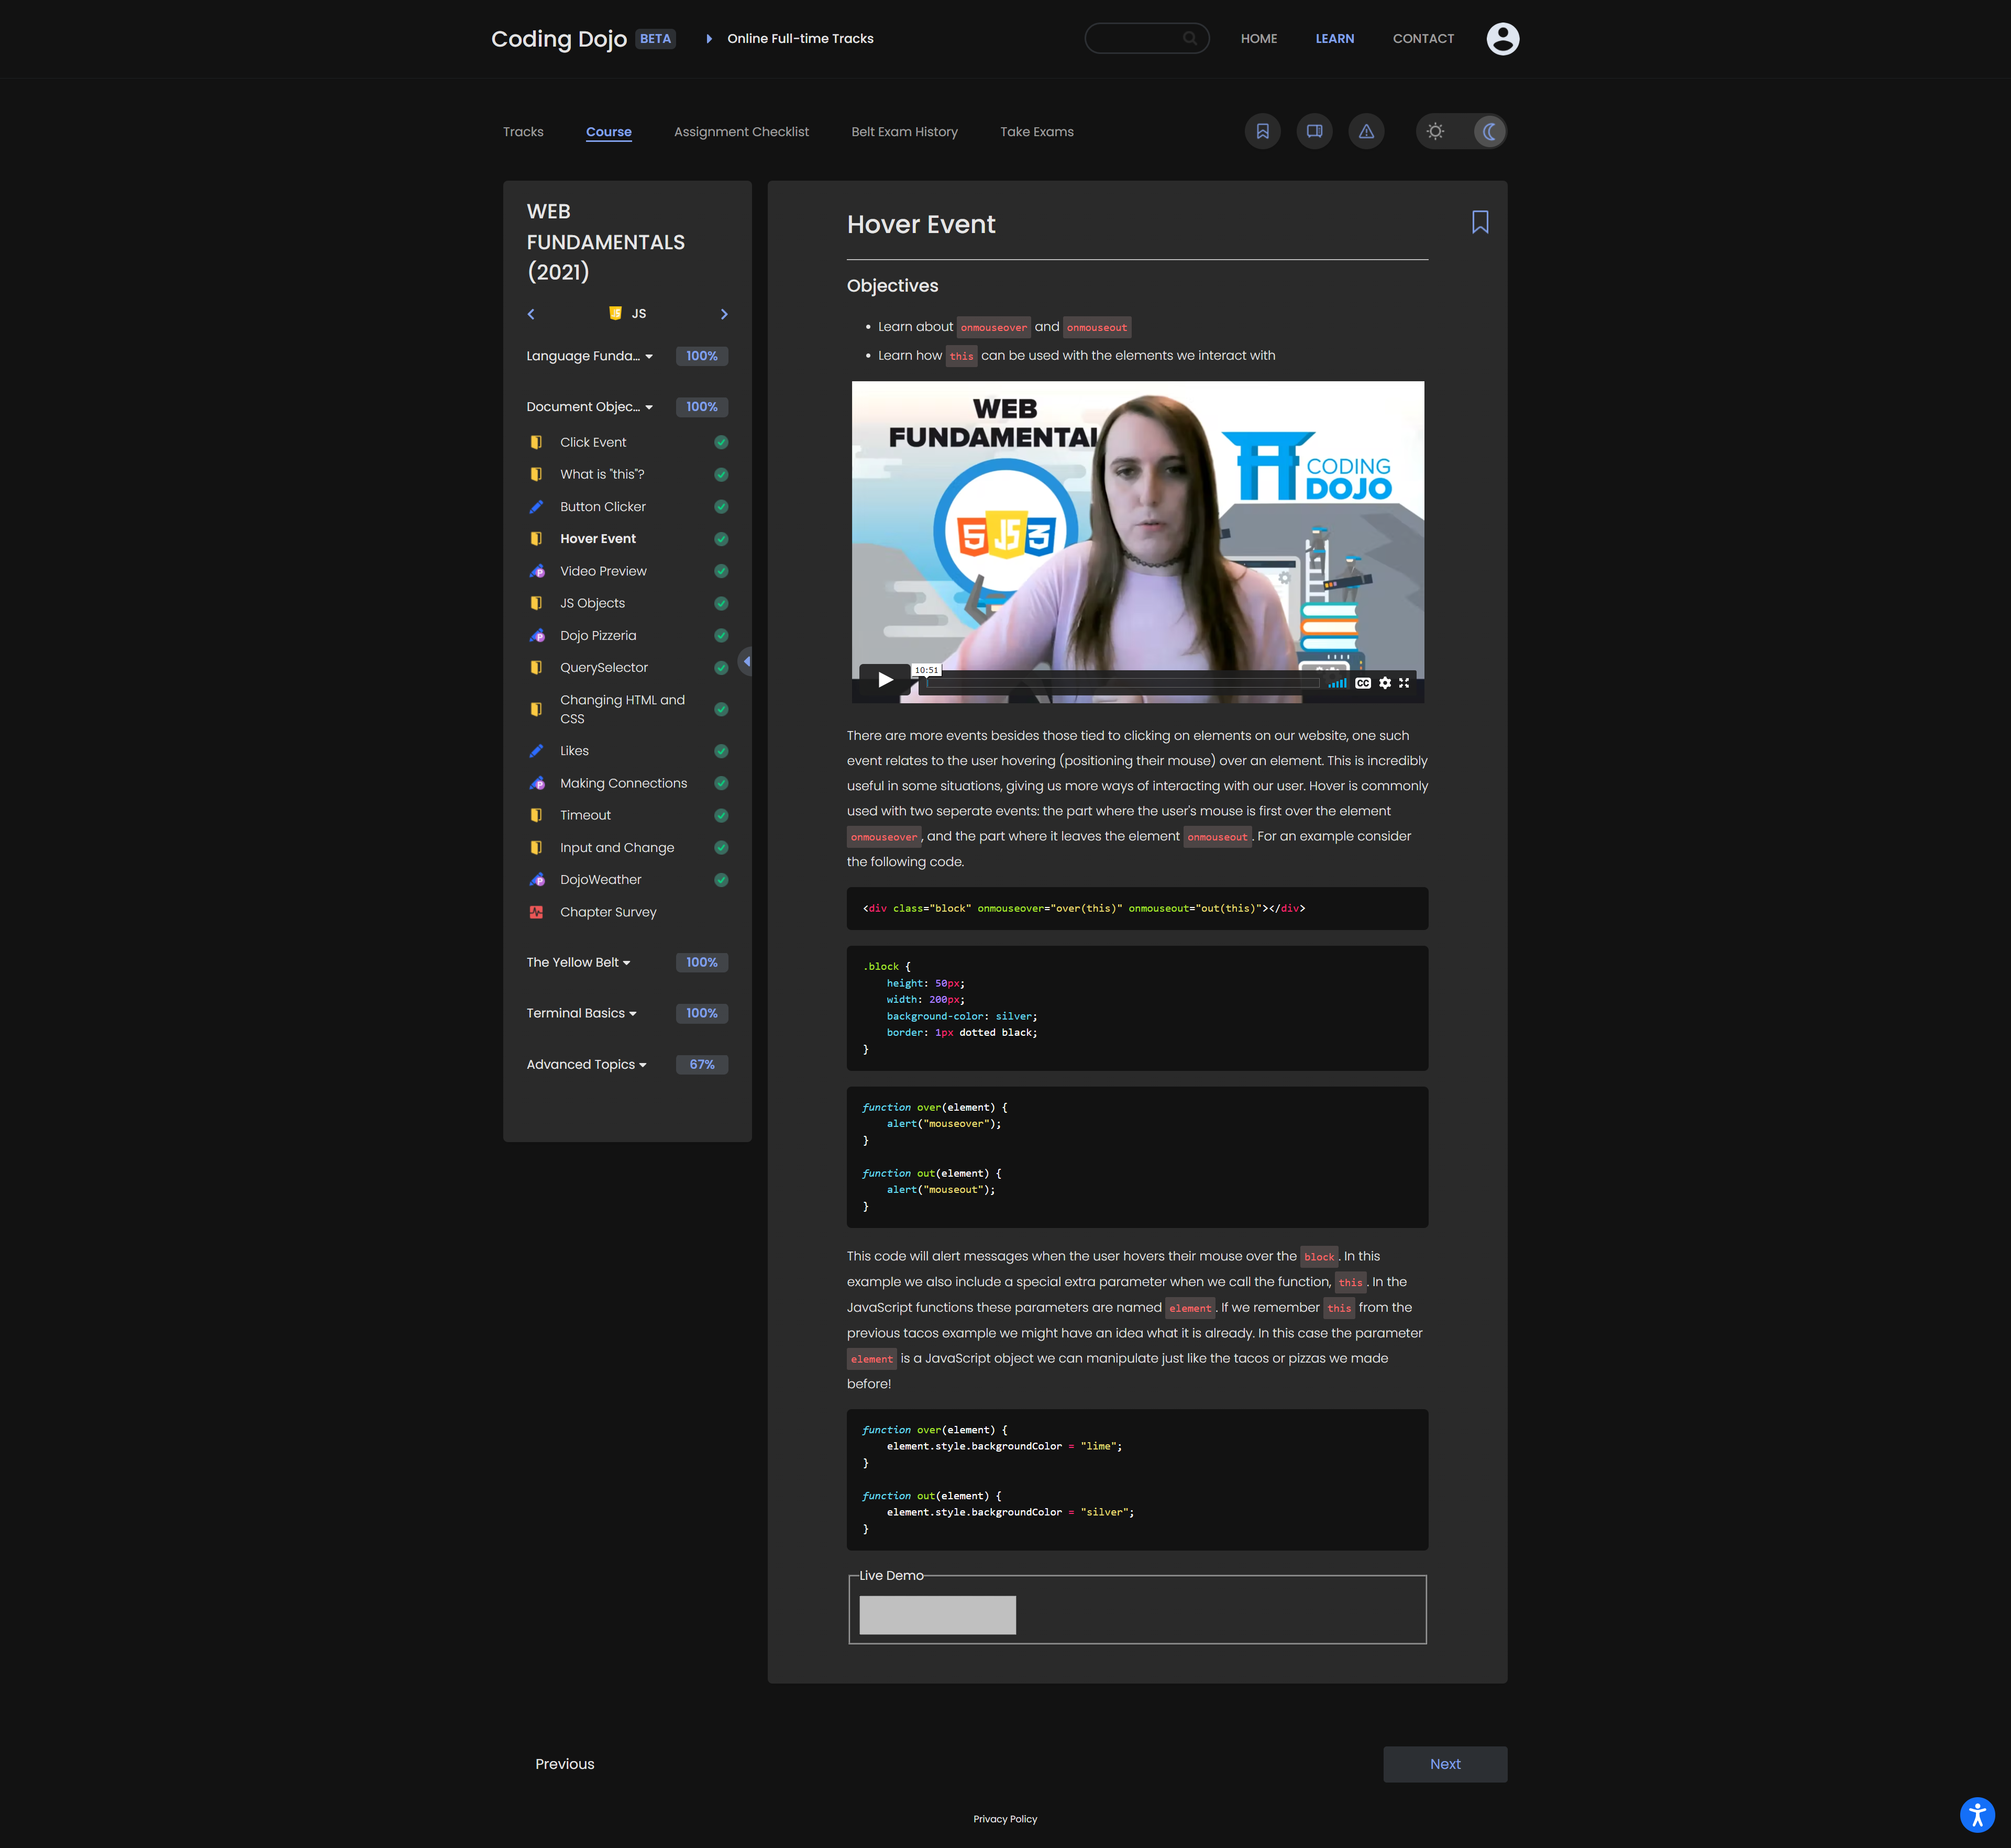 Coding Dojo BETA Online Full-time Tracks HOME LEARN CONTACT
Tracks Course Assignment Checklist Belt Exam History Take Exams
WEB
FUNDAMENTALS
(2021)
JS
Language Funda... 100%
Document Objec... 100%
Click Event
What is "this"?
Button Clicker
Hover Event
Video Preview
JS Objects
Dojo Pizzeria
QuerySelector
Changing HTML and
CSS
Likes
Making Connections
Timeout
Input and Change
DojoWeather
Chapter Survey
The Yellow Belt 100%
Terminal Basics 100%
Advanced Topics 67%
Hover Event
Objectives
Learn about onmouseover and onmouseout
Learn how this can be used with the elements we interact with
WEB
FUNDAMENTAL
CODING
DOJO
5 JS 3
10:51
CC
There are more events besides those tied to clicking on elements on our website, one such
event relates to the user hovering (positioning their mouse) over an element. This is incredibly
useful in some situations, giving us more ways of interacting with our user. Hover is commonly
used with two seperate events: the part where the user's mouse is first over the element
onmouseover, and the part where it leaves the element onmouseout. For an example consider
the following code.
<div class="block" onmouseover="over(this)" onmouseout="out(this)"></div>
.block {
height: 50px;
width: 200px;
background-color: silver;
border: 1px dotted black;
}
function over(element) {
alert("mouseover");
}
function out(element) {
alert("mouseout");
}
This code will alert messages when the user hovers their mouse over the block. In this
example we also include a special extra parameter when we call the function, this. In the
JavaScript functions these parameters are named element. If we remember this from the
previous tacos example we might have an idea what it is already. In this case the parameter
element is a JavaScript object we can manipulate just like the tacos or pizzas we made
before!
function over(element) {
element.style.backgroundColor = "lime";
}
function out(element) {
element.style.backgroundColor = "silver";
}
Live Demo
Previous Next
Privacy Policy